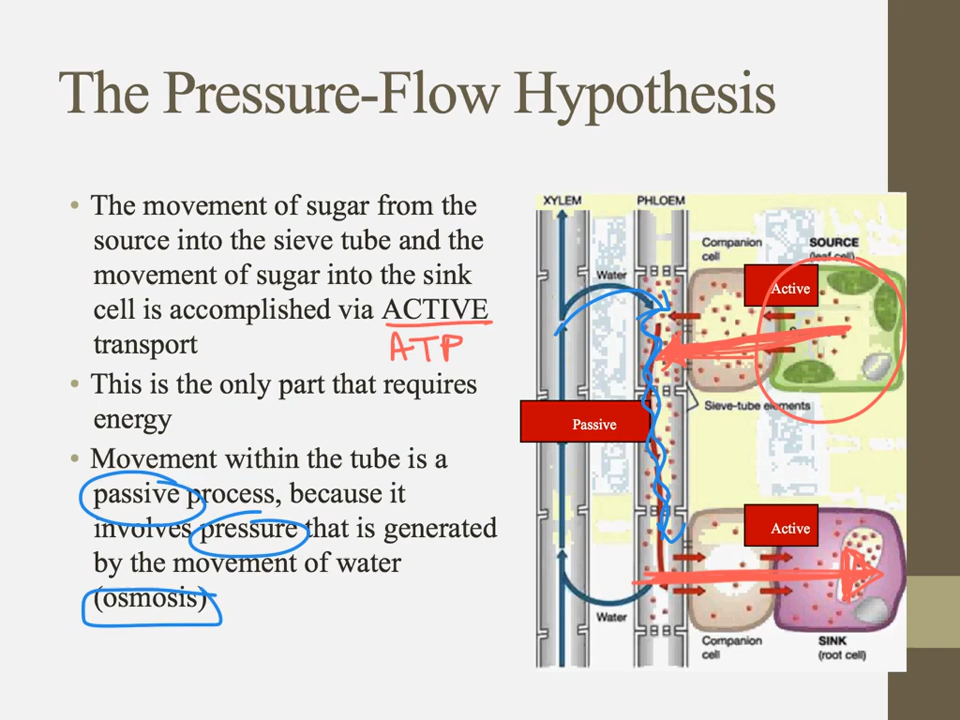 The Pressure-Flow Hypothesis
• The movement of sugar from the
source into the sieve tube and the
movement of sugar into the sink
cell is accomplished via ACTIVE
transport
ATP
• This is the only part that requires
energy
• Movement within the tube is a
passive process, because it
involves pressure that is generated
by the movement of water
(osmosis)
XYLEM
PHLOEM
Companion
cell
SOURCE
(leaf cell)
Water
Active
Sieve-tube elements
Passive
Active
Water
Companion
cell
SINK
(root cell)